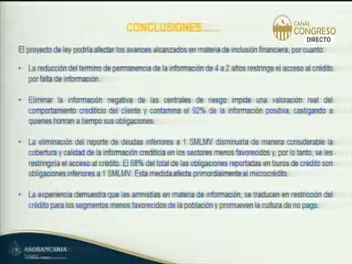 CANAL
CONGRESO
DIRECTO
CONCLUSIONES.......
El proyecto de ley podría afectar los avances alcanzados en materia de inclusión financiera, por cuanto:
• La reducción del termino de permanencia de la información de 4 a 2 años restringe el acceso al crédito
por falta de información.
• Eliminar la información negativa de las centrales de riesgo impide una valoración real del
comportamiento crediticio del cliente y contamina el 92% de la información positiva, castigando a
quienes honran a tiempo sus obligaciones.
• La eliminación del reporte de deudas inferiores a 1 SMLMV disminuiría de manera considerable la
cobertura y calidad de la información crediticia en los sectores menos favorecidos y, por lo tanto, se les
restringiría el acceso al crédito. El 68% del total de las obligaciones reportadas en buros de crédito son
obligaciones inferiores a 1 SMLMV. Esta medida afecta primordialmente al microcrédito.
• La experiencia demuestra que las amnistías en materia de información, se traducen en restricción del
crédito para los segmentos menos favorecidos de la población y promueven la cultura de no pago.
ASOBANCARIA